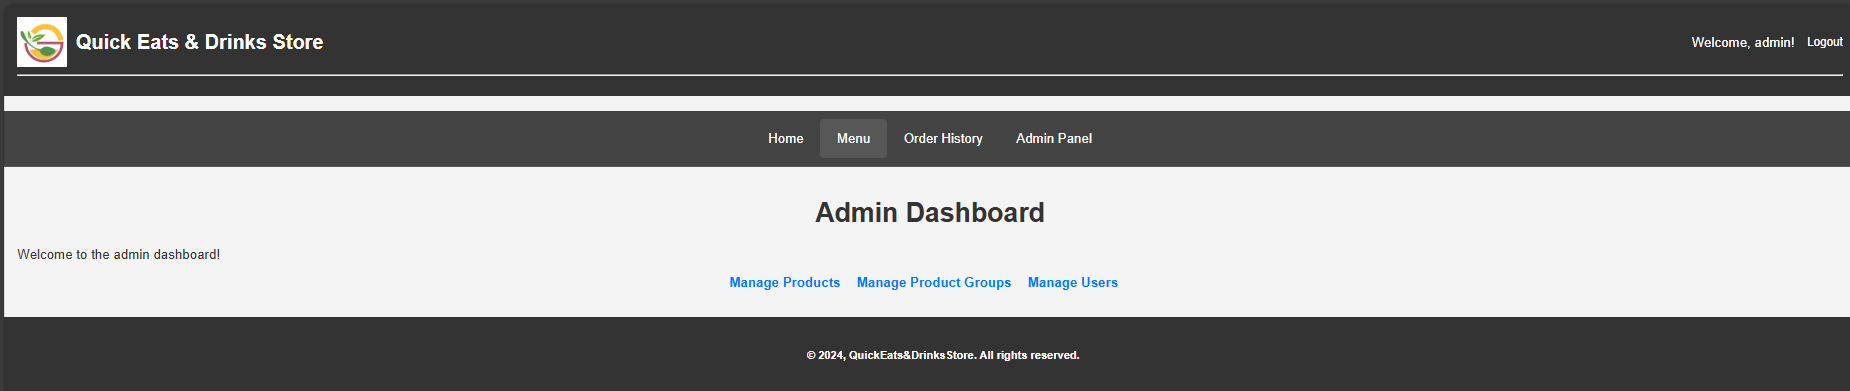 Quick Eats & Drinks Store
Welcome, admin! Logout
Home Menu Order History Admin Panel
Admin Dashboard
Welcome to the admin dashboard!
Manage Products Manage Product Groups Manage Users
© 2024, QuickEats&DrinksStore. All rights reserved.